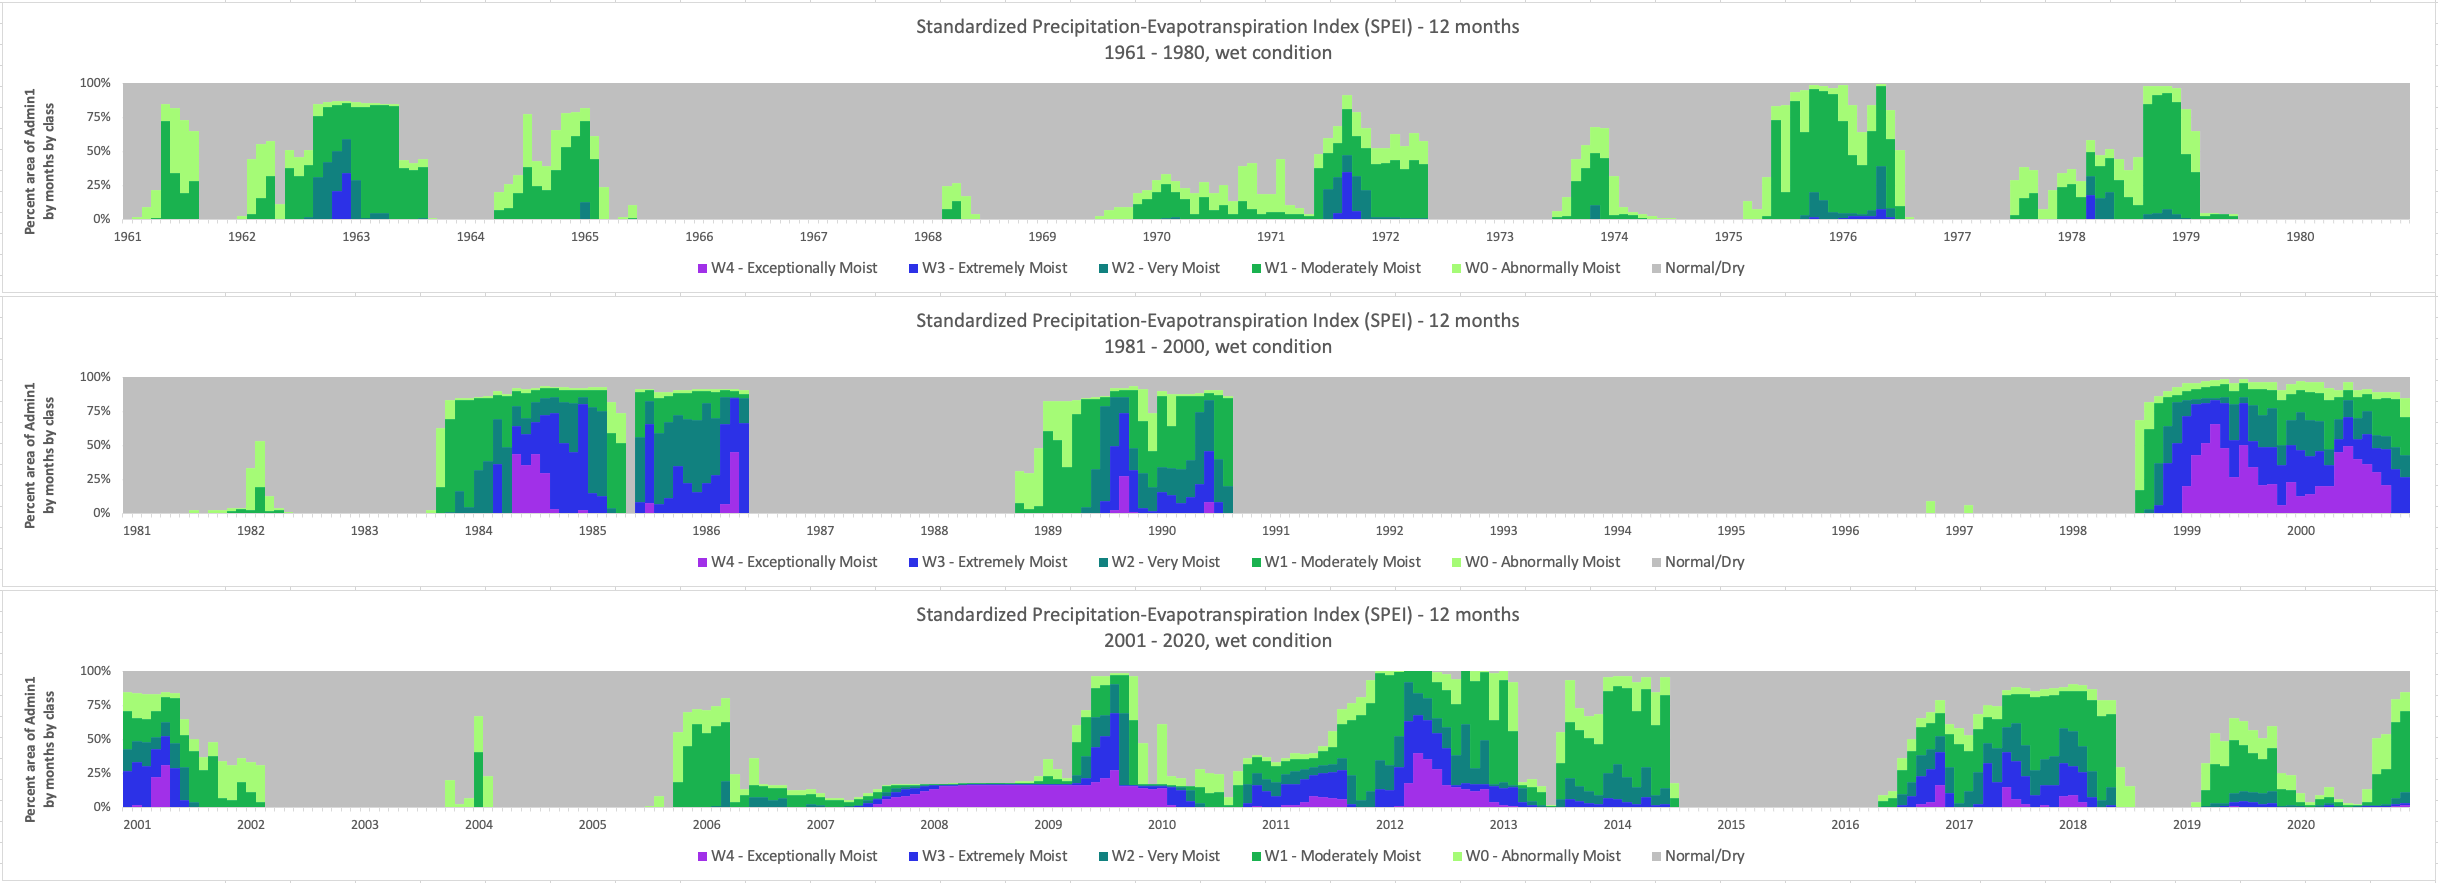 Standardized Precipitation-Evapotranspiration Index (SPEI) - 12 months
1961 - 1980, wet condition
Percent area of Admin1
by months by class
100%
75%
50%
25%
0%
1961 1962 1963 1964 1965 1966 1967 1968 1969 1970 1971 1972 1973 1974 1975 1976 1977 1978 1979 1980
W4 - Exceptionally Moist W3 - Extremely Moist W2 - Very Moist W1 - Moderately Moist W0 - Abnormally Moist Normal/Dry
Standardized Precipitation-Evapotranspiration Index (SPEI) - 12 months
1981 - 2000, wet condition
Percent area of Admin1
by months by class
100%
75%
50%
25%
0%
1981 1982 1983 1984 1985 1986 1987 1988 1989 1990 1991 1992 1993 1994 1995 1996 1997 1998 1999 2000
W4 - Exceptionally Moist W3 - Extremely Moist W2 - Very Moist W1 - Moderately Moist W0 - Abnormally Moist Normal/Dry
Standardized Precipitation-Evapotranspiration Index (SPEI) - 12 months
2001 - 2020, wet condition
Percent area of Admin1
by months by class
100%
75%
50%
25%
0%
2001 2002 2003 2004 2005 2006 2007 2008 2009 2010 2011 2012 2013 2014 2015 2016 2017 2018 2019 2020
W4 - Exceptionally Moist W3 - Extremely Moist W2 - Very Moist W1 - Moderately Moist W0 - Abnormally Moist Normal/Dry